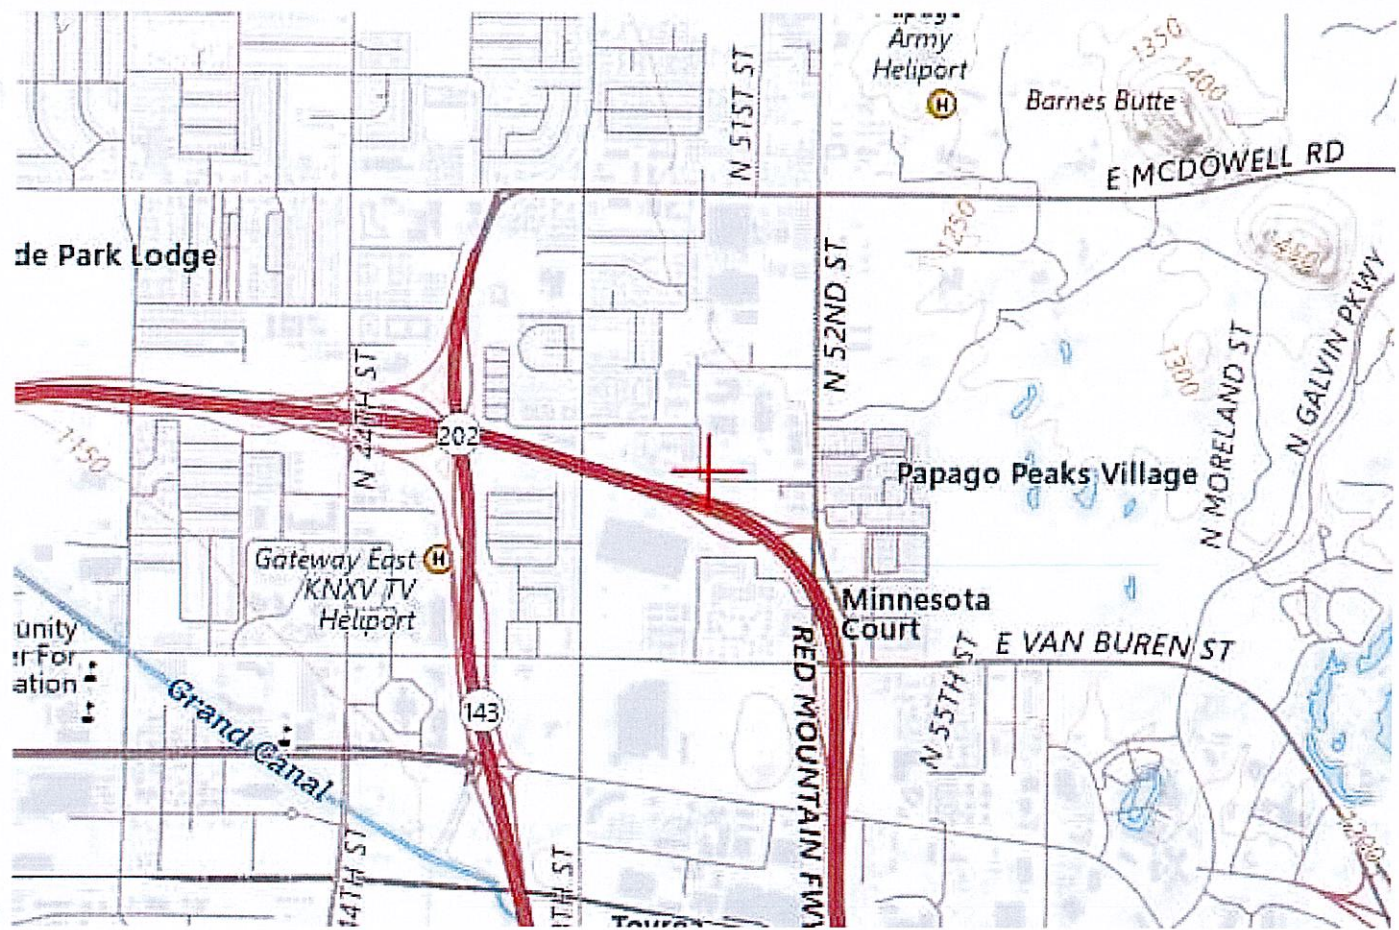 Army
Heliport
H
Barnes Butte
1350
1400
N 51ST ST
E MCDOWELL RD
1250
1450
de Park Lodge
N 52ND ST
N 44TH ST
1300
N MORELAND ST
N GALVIN PKWY
202
1150
Papago Peaks Village
Gateway East
KNXV TV
Heliport
H
Minnesota
Court
unity
er For
ation
E VAN BUREN ST
N 55TH ST
RED MOUNTAIN FWY
Grand Canal
143
1200
44TH ST
TH ST